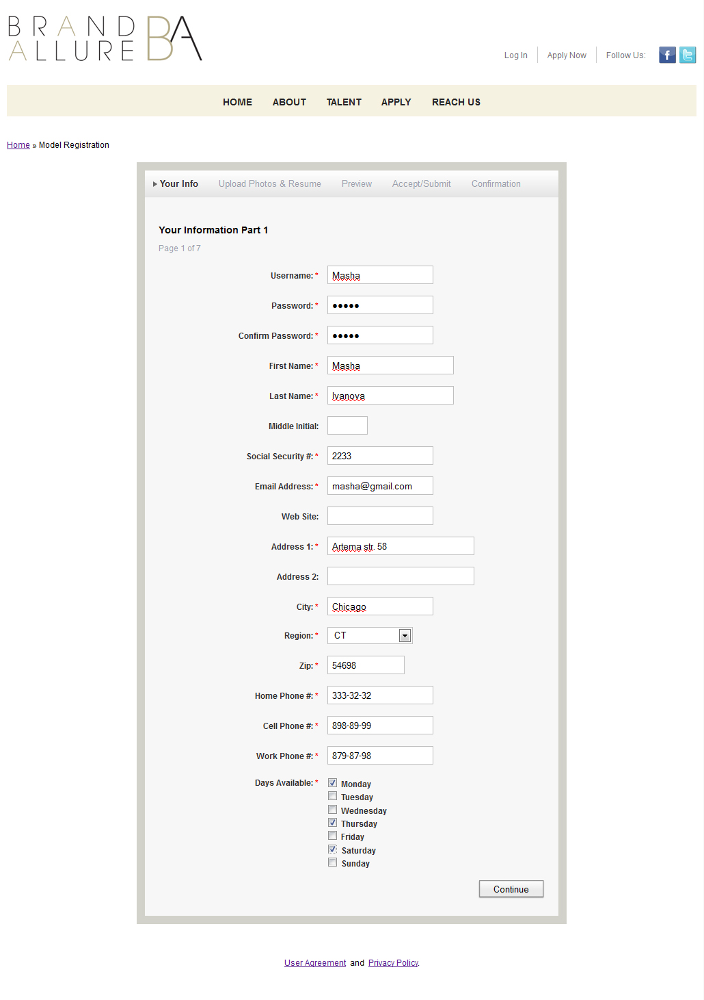 BRAND
ALLURE BA
Log In Apply Now Follow Us:
HOME ABOUT TALENT APPLY REACH US
Home » Model Registration
Your Info Upload Photos & Resume Preview Accept/Submit Confirmation
Your Information Part 1
Page 1 of 7
Username: * Masha
Password: * •••••
Confirm Password: * •••••
First Name: * Masha
Last Name: * Ivanova
Middle Initial:
Social Security #: * 2233
Email Address: * masha@gmail.com
Web Site:
Address 1: * Artema str. 58
Address 2:
City: * Chicago
Region: * CT
Zip: * 54698
Home Phone #: * 333-32-32
Cell Phone #: * 898-89-99
Work Phone #: * 879-87-98
Days Available: * Monday
Tuesday
Wednesday
Thursday
Friday
Saturday
Sunday
Continue
User Agreement and Privacy Policy.